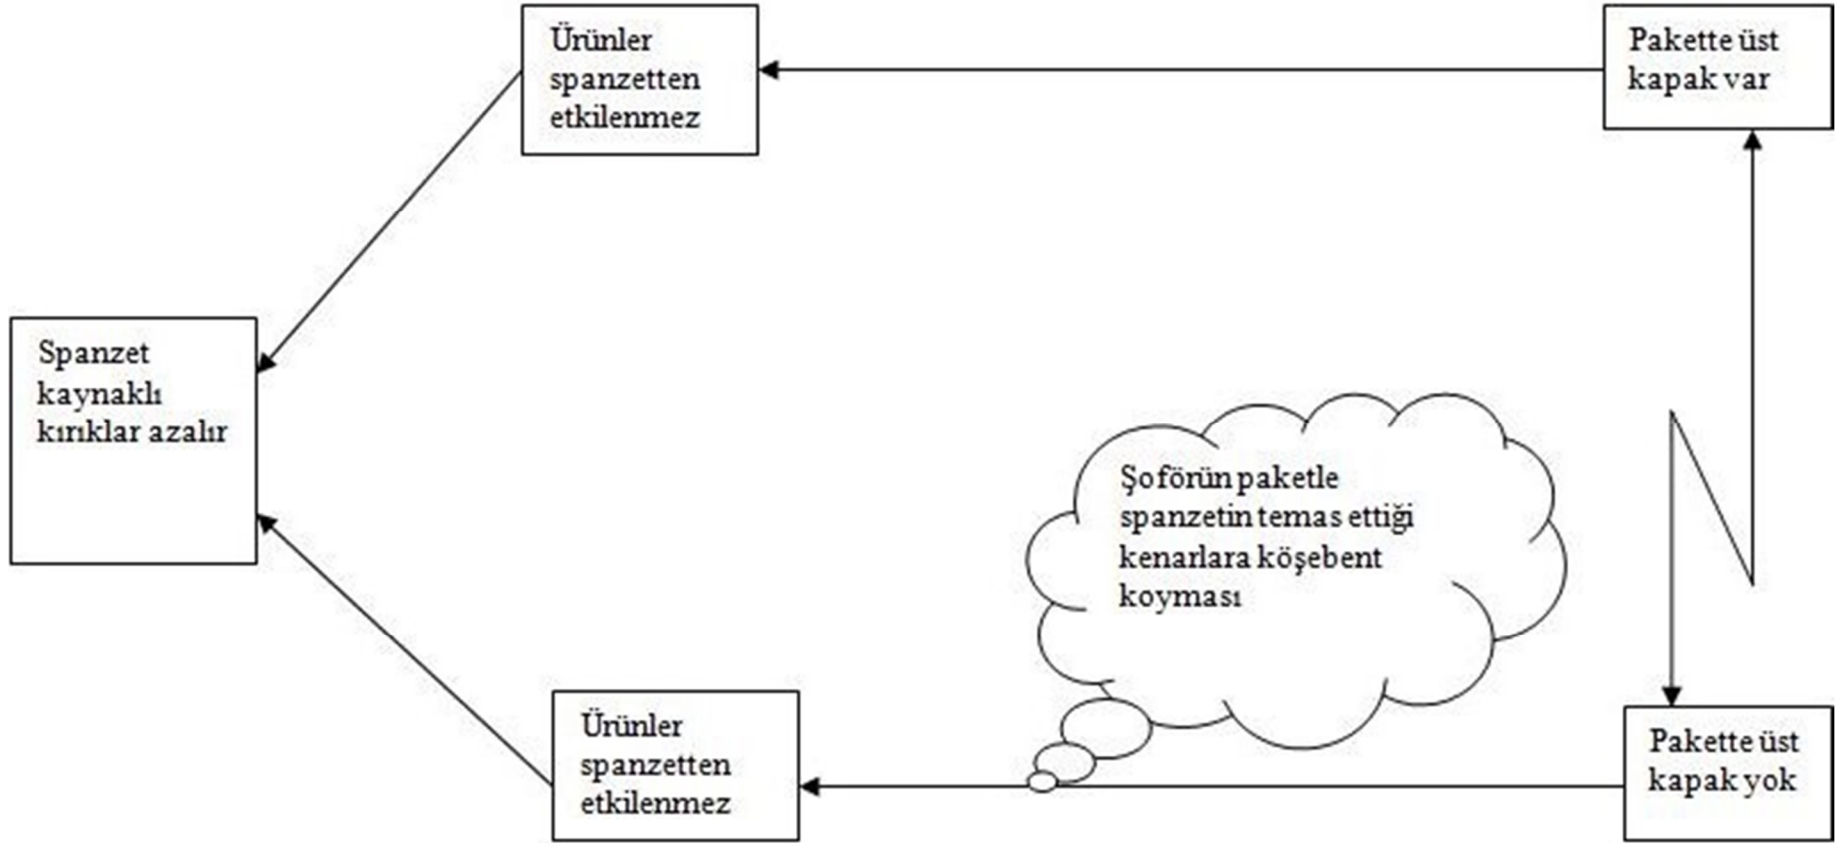 Ürünler
spanzetten
etkilenmez
Pakette üst
kapak var
Spanzet
kaynaklı
kırıklar azalır
Şoförün paketle
spanzetin temas ettiği
kenarlara köşebent
koyması
Ürünler
spanzetten
etkilenmez
Pakette üst
kapak yok